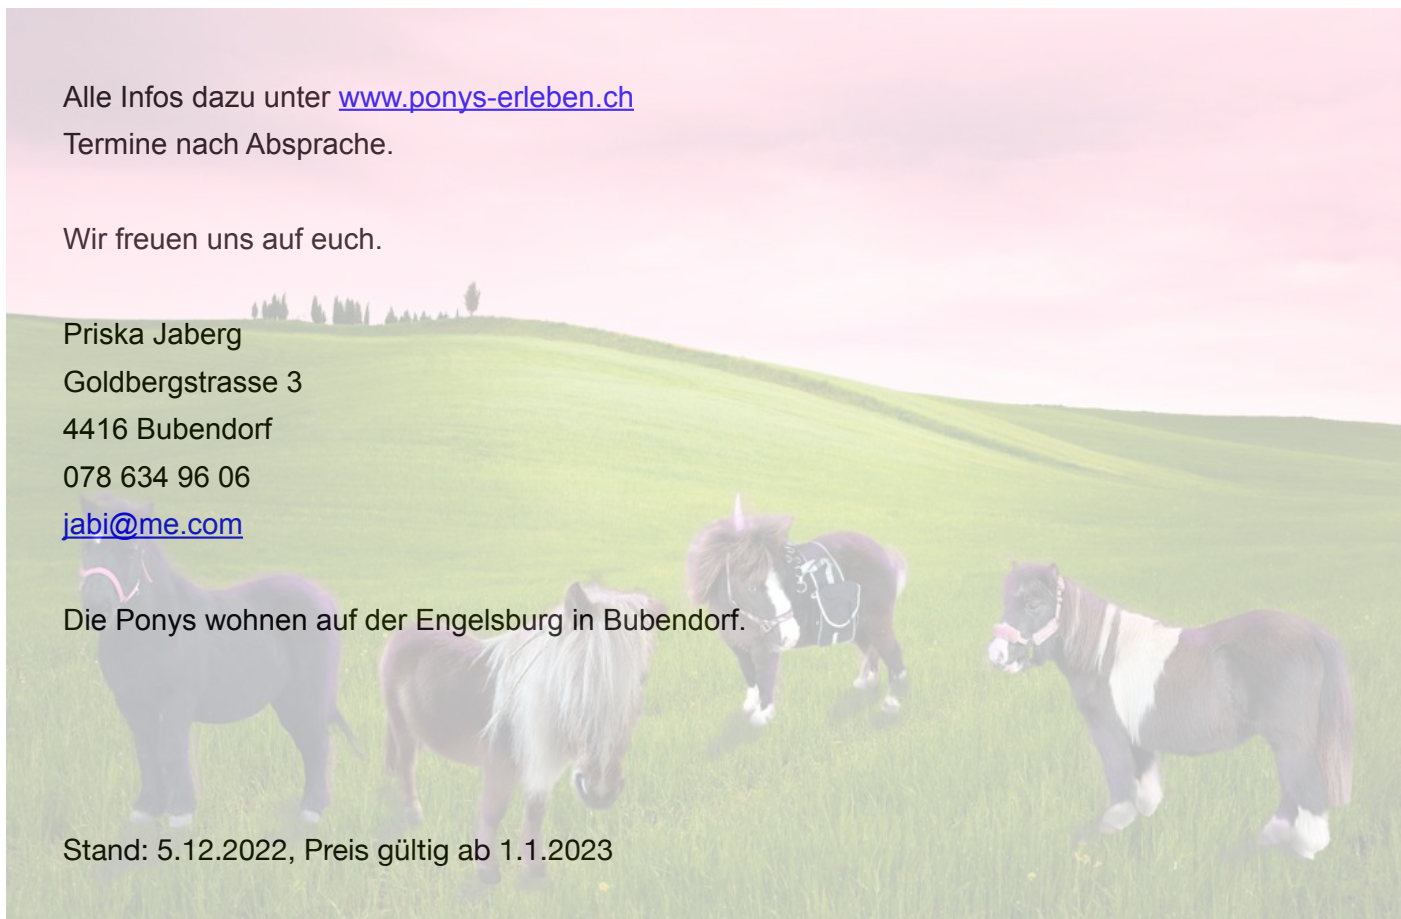 Alle Infos dazu unter www.ponys-erleben.ch
Termine nach Absprache.
Wir freuen uns auf euch.
Priska Jaberg
Goldbergstrasse 3
4416 Bubendorf
078 634 96 06
jabi@me.com
Die Ponys wohnen auf der Engelsburg in Bubendorf.
Stand: 5.12.2022, Preis gültig ab 1.1.2023